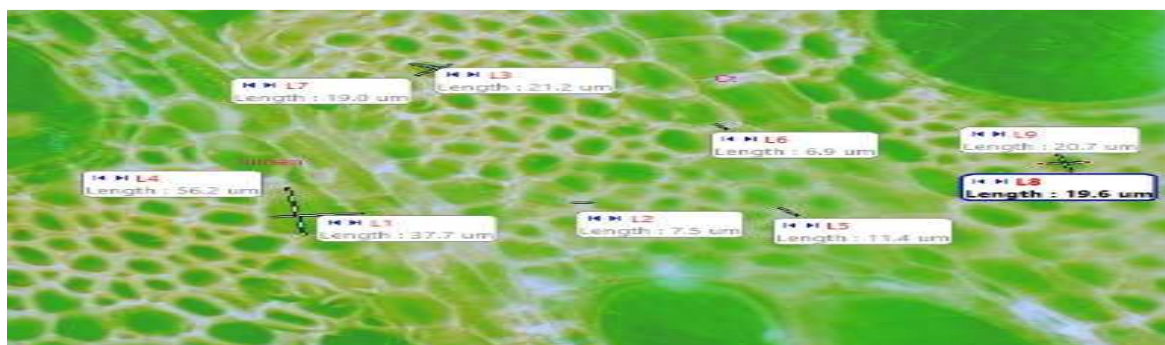 L3
Length : 21.2 um
L7
Length : 19.0 um
L6
Length : 6.9 um
L9
Length : 20.7 um
L4
Length : 56.2 um
L8
Length : 19.6 um
L1
Length : 37.7 um
L2
Length : 7.5 um
L5
Length : 11.4 um